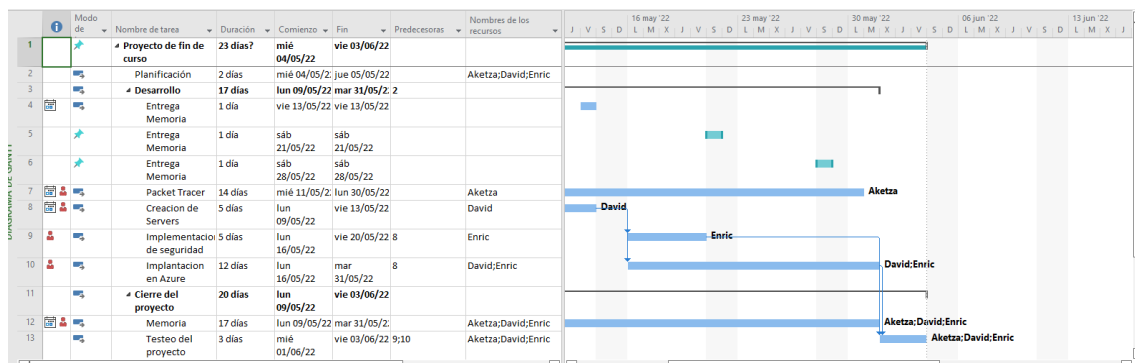 Modo de
Nombre de tarea
Duración
Comienzo
Fin
Predecesoras
Nombres de los recursos
16 may '22
23 may '22
30 may '22
06 jun '22
13 jun '22
J V S D L M X J V S D L M X J V S D L M X J V S D L M X J V S D L M X J
1 Proyecto de fin de curso 23 días? mié 04/05/22 vie 03/06/22
2 Planificación 2 días mié 04/05/22 jue 05/05/22 Aketza;David;Enric
3 Desarrollo 17 días lun 09/05/22 mar 31/05/22 2
4 Entrega Memoria 1 día vie 13/05/22 vie 13/05/22
5 Entrega Memoria 1 día sáb 21/05/22 sáb 21/05/22
6 Entrega Memoria 1 día sáb 28/05/22 sáb 28/05/22
7 Packet Tracer 14 días mié 11/05/2 lun 30/05/22 Aketza
Aketza
8 Creacion de Servers 5 días lun 09/05/22 vie 13/05/22 David
David
9 Implementacio de seguridad 5 días lun 16/05/22 vie 20/05/22 8 Enric
Enric
10 Implantacion en Azure 12 días lun 16/05/22 mar 31/05/22 8 David;Enric
David;Enric
11 Cierre del proyecto 20 días lun 09/05/22 vie 03/06/22
12 Memoria 17 días lun 09/05/22 mar 31/05/2 Aketza;David;Enric
Aketza;David;Enric
13 Testeo del proyecto 3 días mié 01/06/22 vie 03/06/22 9;10 Aketza;David;Enric
Aketza;David;Enric
DIAGRAMA DE GANTT